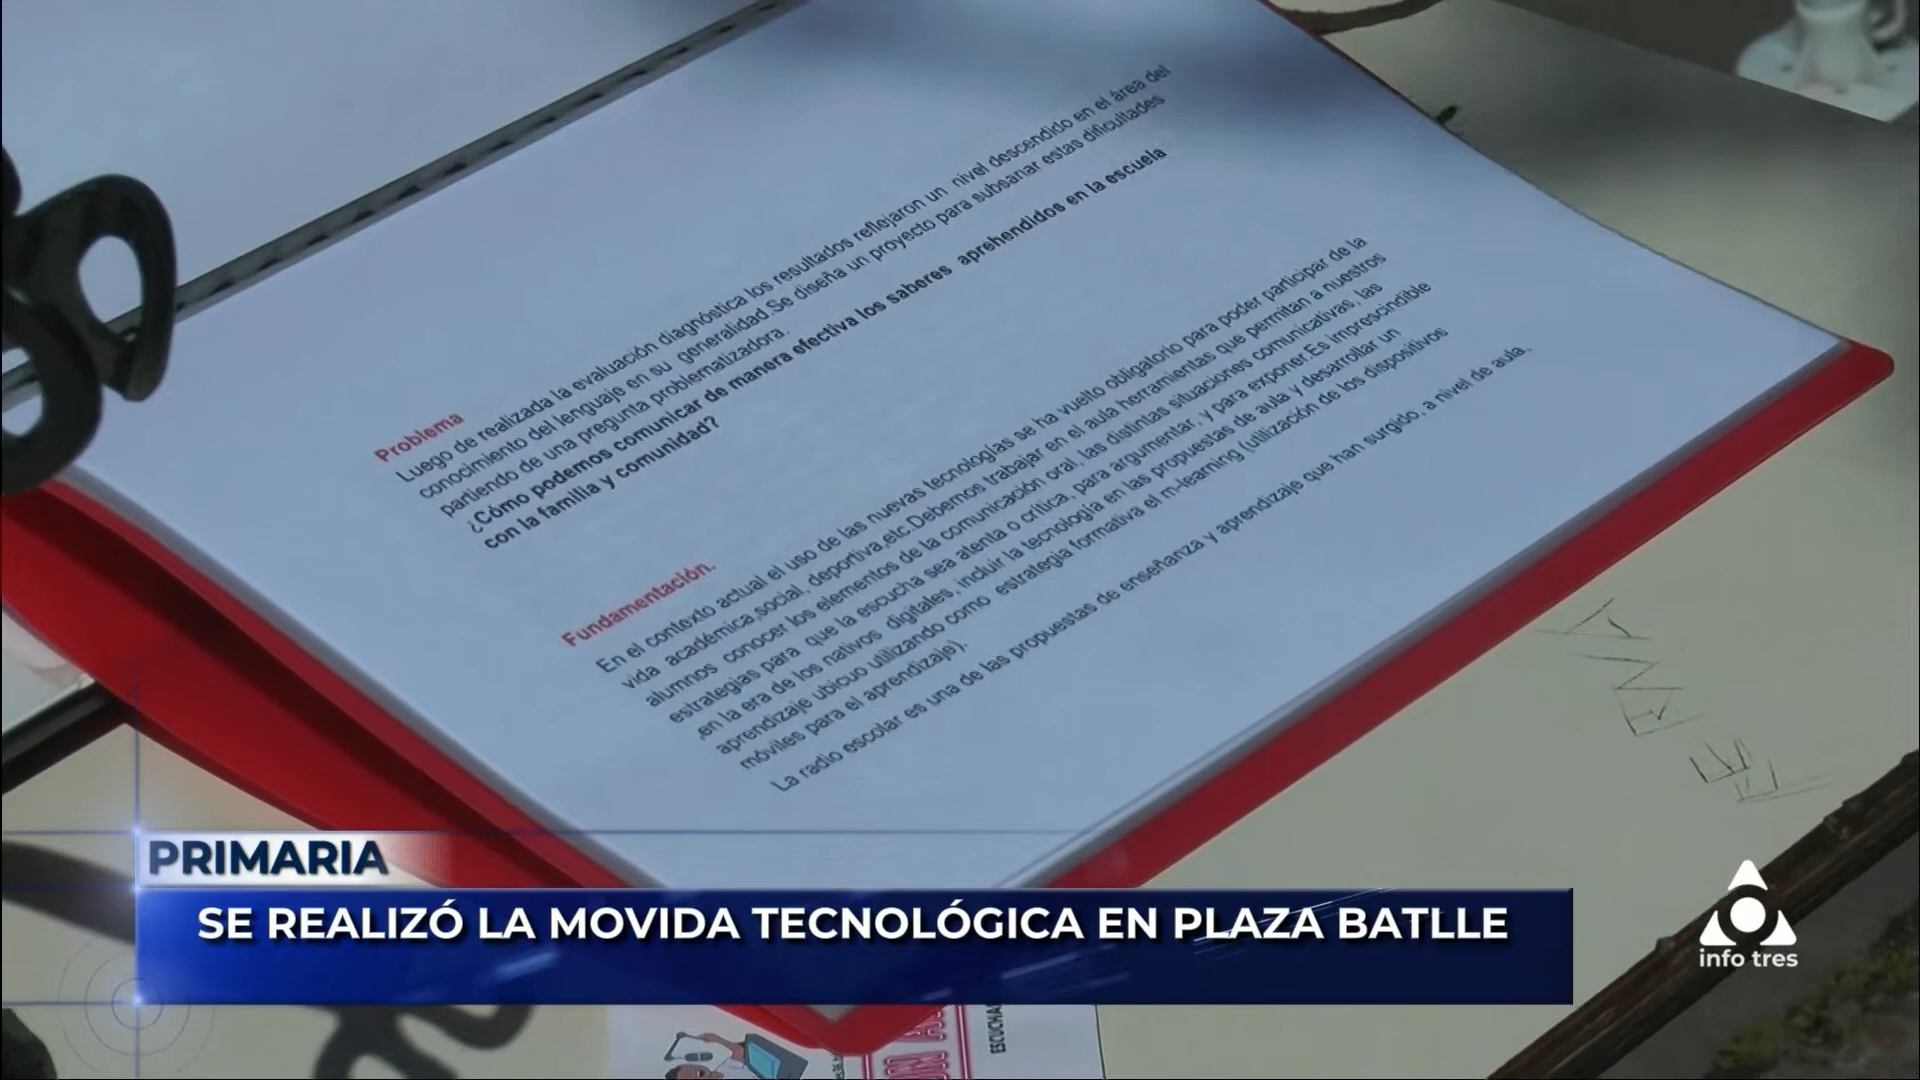 Problema
Luego de realizada la evaluación diagnóstica los resultados reflejaron un nivel descendido en el área del
conocimiento del lenguaje en su generalidad.Se diseña un proyecto para subsanar estas dificultades
partiendo de una pregunta problematizadora.
¿Cómo podemos comunicar de manera efectiva los saberes aprehendidos en la escuela
con la familia y comunidad?
Fundamentación.
En el contexto actual el uso de las nuevas tecnologías se ha vuelto obligatorio para poder participar de la
vida académica,social, deportiva,etc.Debemos trabajar en el aula herramientas que permitan a nuestros
alumnos conocer los elementos de la comunicación oral, las distintas situaciones comunicativas, las
estrategias para que la escucha sea atenta o crítica, para argumentar, y para exponer.Es imprescindible
,en la era de los nativos digitales, incluir la tecnología en las propuestas de aula y desarrollar un
aprendizaje ubicuo utilizando como estrategia formativa el m-learning (utilización de los dispositivos
móviles para el aprendizaje).
La radio escolar es una de las propuestas de enseñanza y aprendizaje que han surgido, a nivel de aula,
PRIMARIA
SE REALIZÓ LA MOVIDA TECNOLÓGICA EN PLAZA BATLLE
info tres